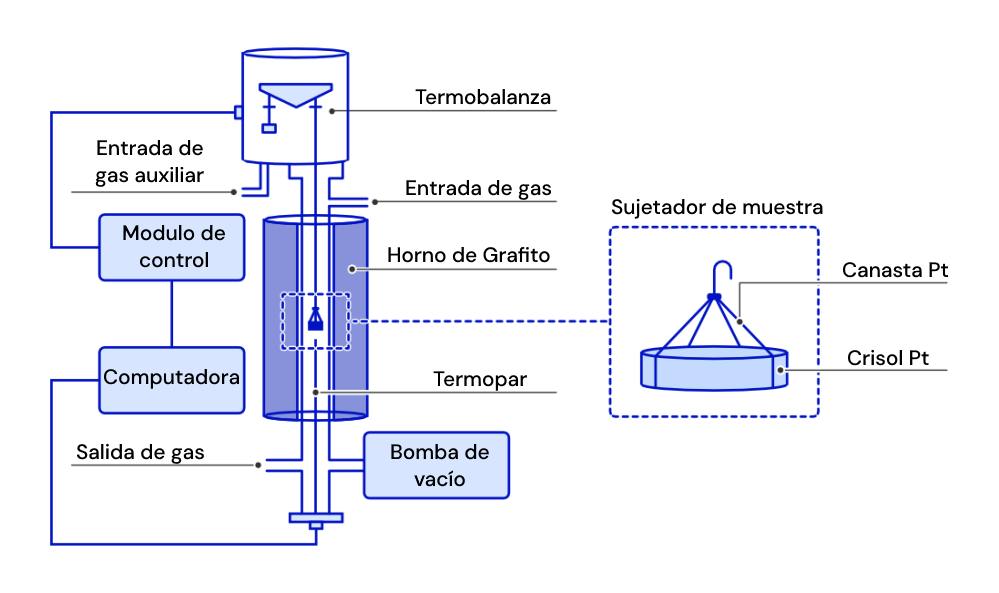 Termobalanza
Entrada de
gas auxiliar
Entrada de gas
Sujetador de muestra
Modulo de
control
Horno de Grafito
Canasta Pt
Crisol Pt
Computadora
Termopar
Salida de gas
Bomba de
vacío